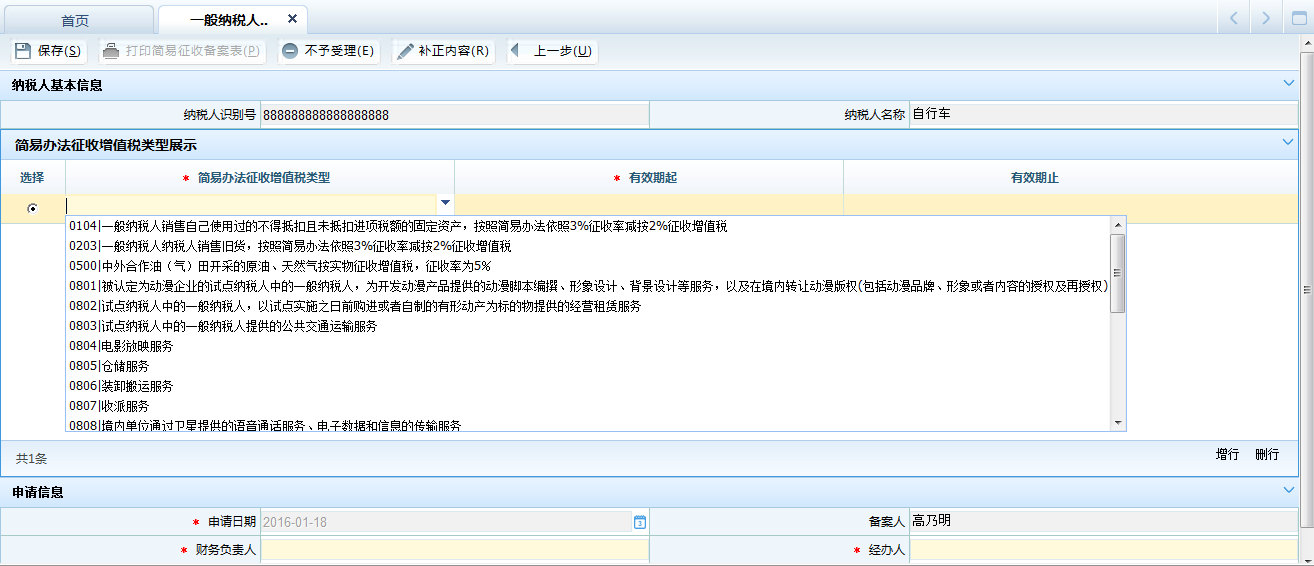 首页
一般纳税人..
保存(S)
打印简易征收备案表(P)
不予受理(E)
补正内容(R)
上一步(U)
纳税人基本信息
纳税人识别号 888888888888888888 纳税人名称 自行车
简易办法征收增值税类型展示
选择 * 简易办法征收增值税类型 * 有效期起 有效期止
0104|一般纳税人销售自己使用过的不得抵扣且未抵扣进项税额的固定资产，按照简易办法依照3%征收率减按2%征收增值税
0203|一般纳税人纳税人销售旧货，按照简易办法依照3%征收率减按2%征收增值税
0500|中外合作油（气）田开采的原油、天然气按实物征收增值税，征收率为5%
0801|被认定为动漫企业的试点纳税人中的一般纳税人，为开发动漫产品提供的动漫脚本编撰、形象设计、背景设计等服务，以及在境内转让动漫版权(包括动漫品牌、形象或者内容的授权及再授权)
0802|试点纳税人中的一般纳税人，以试点实施之日前购进或者自制的有形动产为标的物提供的经营租赁服务
0803|试点纳税人中的一般纳税人提供的公共交通运输服务
0804|电影放映服务
0805|仓储服务
0806|装卸搬运服务
0807|收派服务
0808|境内单位通过卫星提供的语音通话服务、电子数据和信息的传输服务
共1条 增行 删行
申请信息
* 申请日期 2016-01-18 备案人 高乃明
* 财务负责人 * 经办人